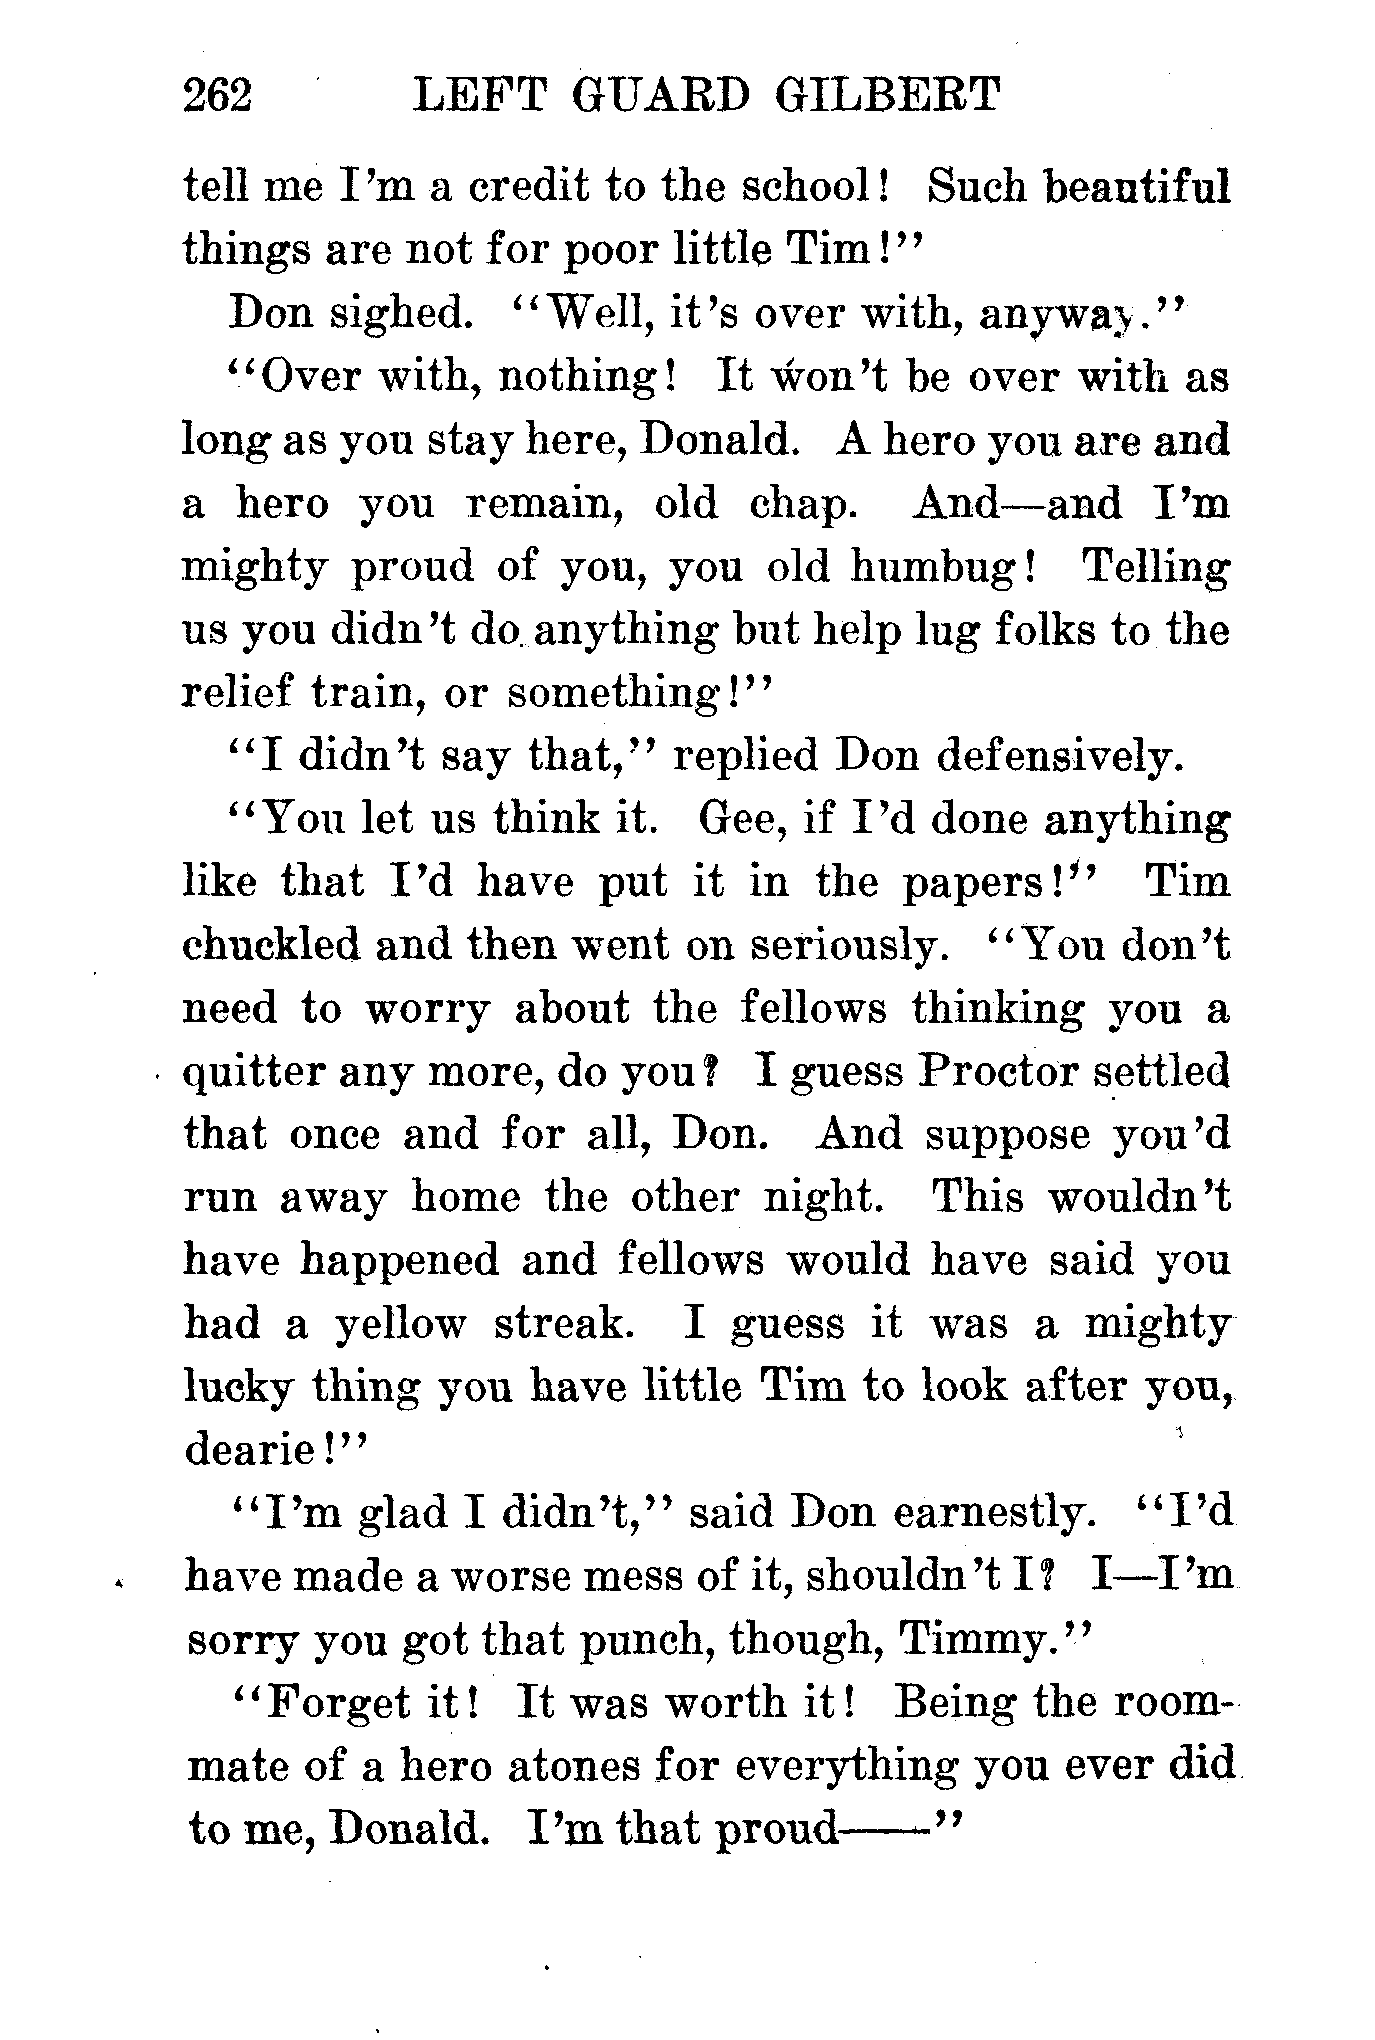 262 LEFT GUARD GILBERT
tell me I'm a credit to the school! Such beautiful
things are not for poor little Tim!"
Don sighed. "Well, it's over with, anyway."
"Over with, nothing! It won't be over with as
long as you stay here, Donald. A hero you are and
a hero you remain, old chap. And—and I'm
mighty proud of you, you old humbug! Telling
us you didn't do anything but help lug folks to the
relief train, or something!"
"I didn't say that," replied Don defensively.
"You let us think it. Gee, if I'd done anything
like that I'd have put it in the papers!" Tim
chuckled and then went on seriously. "You don't
need to worry about the fellows thinking you a
quitter any more, do you? I guess Proctor settled
that once and for all, Don. And suppose you'd
run away home the other night. This wouldn't
have happened and fellows would have said you
had a yellow streak. I guess it was a mighty
lucky thing you have little Tim to look after you,
dearie!"
"I'm glad I didn't," said Don earnestly. "I'd
have made a worse mess of it, shouldn't I? I—I'm
sorry you got that punch, though, Timmy."
"Forget it! It was worth it! Being the room-
mate of a hero atones for everything you ever did
to me, Donald. I'm that proud——"